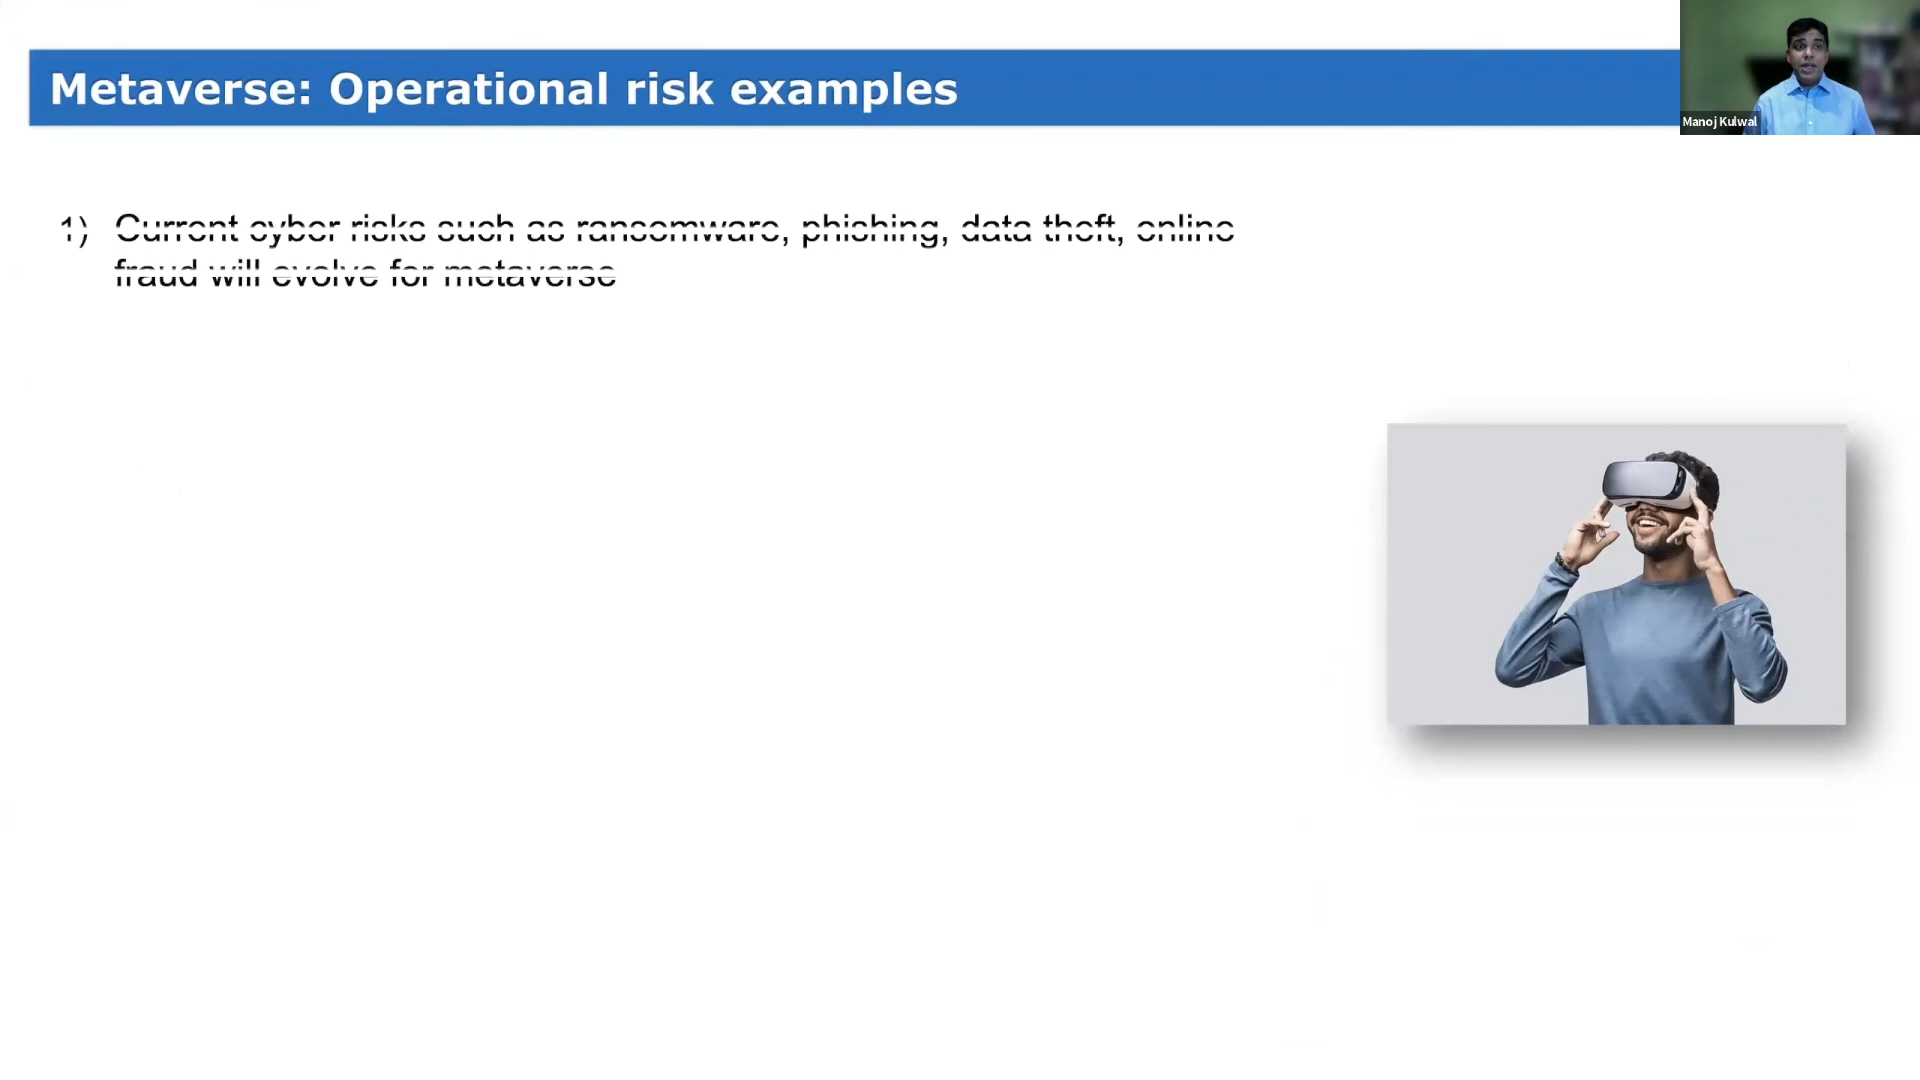 Metaverse: Operational risk examples
Manoj Kulwal
1) Current cyber risks such as ransomware, phishing, data theft, online
fraud will evolve for metaverse